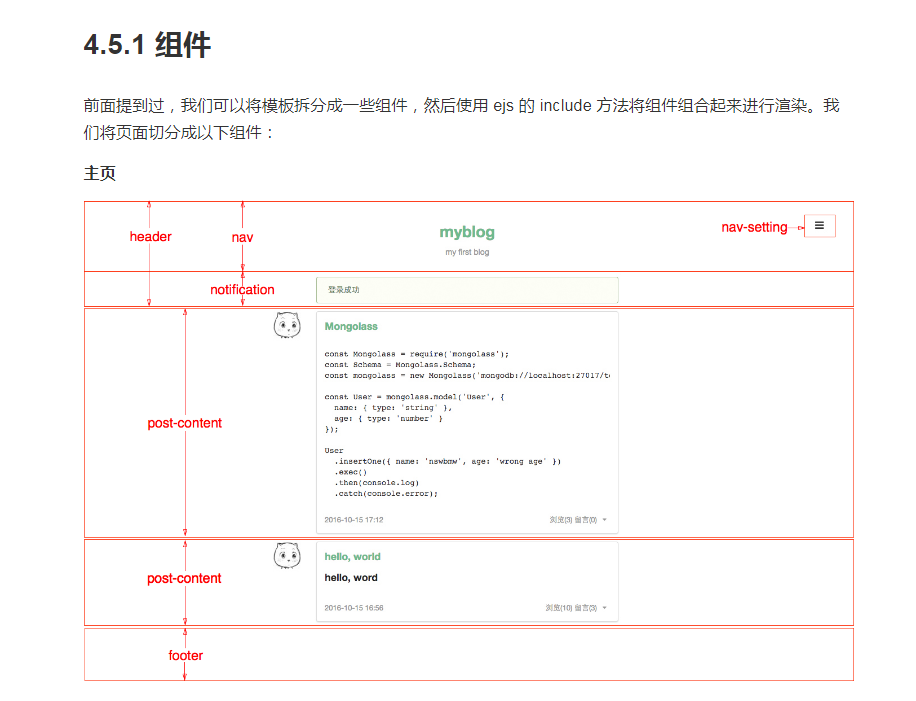 4.5.1 组件
前面提到过，我们可以将模板拆分成一些组件，然后使用 ejs 的 include 方法将组件组合起来进行渲染。我
们将页面切分成以下组件：
主页
header
nav
myblog
my first blog
nav-setting
notification
登录成功
post-content
Mongolass
const Mongolass = require('mongolass');
const Schema = Mongolass.Schema;
const mongolass = new Mongolass('mongodb://localhost:27017/te
const User = mongolass.model('User', {
name: { type: 'string' },
age: { type: 'number' }
});
User
.insertOne({ name: 'nswbmw', age: 'wrong age' })
.exec()
.then(console.log)
.catch(console.error);
2016-10-15 17:12 浏览(3) 留言(0)
post-content
hello, world
hello, word
2016-10-15 16:56 浏览(10) 留言(3)
footer